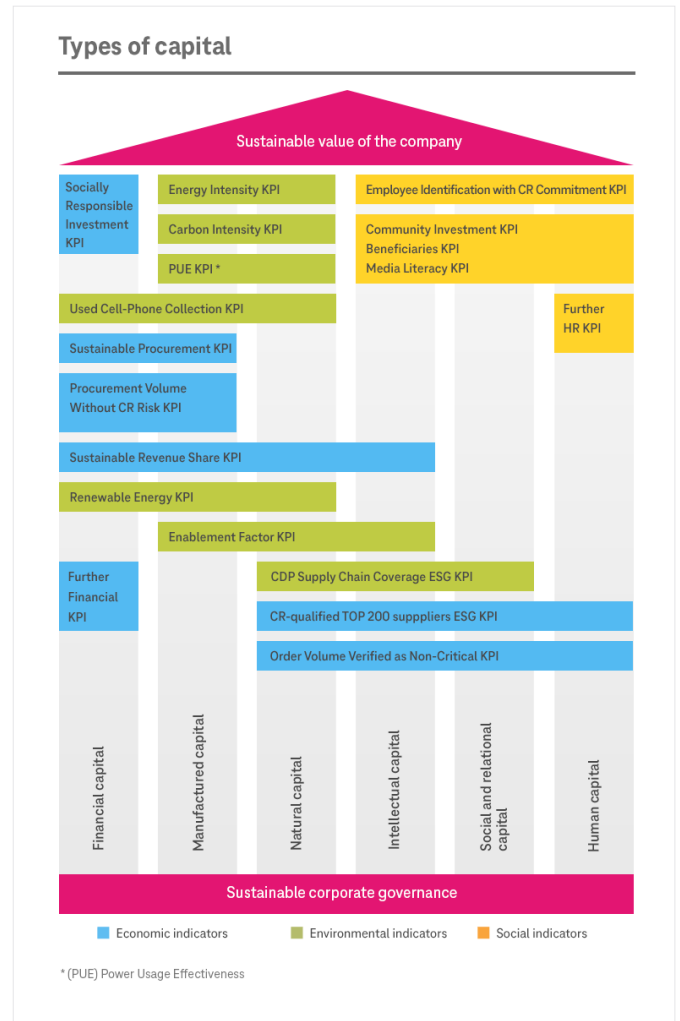 Types of capital
Sustainable value of the company
Socially
Responsible
Investment
KPI
Energy Intensity KPI
Employee Identification with CR Commitment KPI
Carbon Intensity KPI
Community Investment KPI
Beneficiaries KPI
Media Literacy KPI
PUE KPI *
Used Cell-Phone Collection KPI
Further
HR KPI
Sustainable Procurement KPI
Procurement Volume
Without CR Risk KPI
Sustainable Revenue Share KPI
Renewable Energy KPI
Enablement Factor KPI
Further
Financial
KPI
CDP Supply Chain Coverage ESG KPI
CR-qualified TOP 200 supppliers ESG KPI
Order Volume Verified as Non-Critical KPI
Financial capital
Manufactured capital
Natural capital
Intellectual capital
Social and relational
capital
Human capital
Sustainable corporate governance
Economic indicators
Environmental indicators
Social indicators
* (PUE) Power Usage Effectiveness